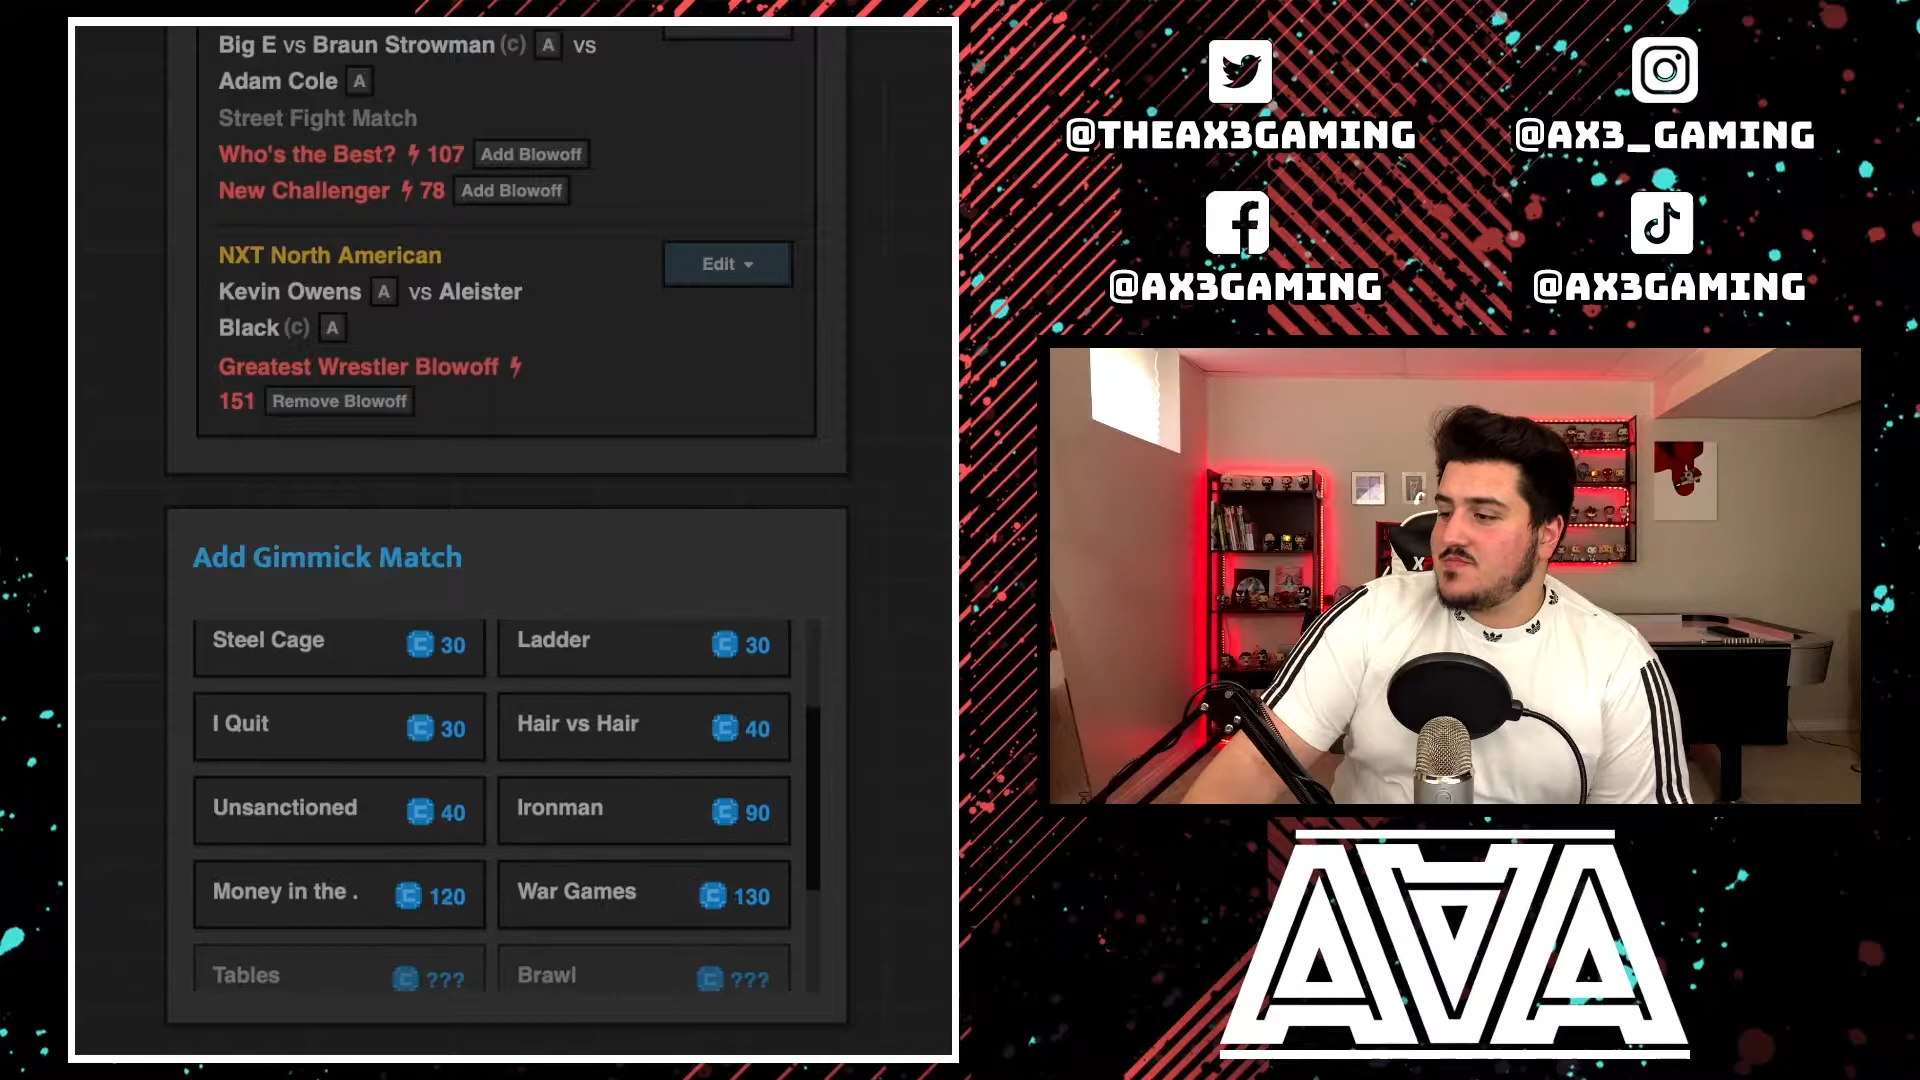 Big E vs Braun Strowman (c) A vs
Adam Cole A
Street Fight Match
Who's the Best? 107 Add Blowoff
New Challenger 78 Add Blowoff
NXT North American
Edit
Kevin Owens A vs Aleister
Black (c) A
Greatest Wrestler Blowoff
151 Remove Blowoff
Add Gimmick Match
Steel Cage C 30
Ladder C 30
I Quit C 30
Hair vs Hair C 40
Unsanctioned C 40
Ironman C 90
Money in the . C 120
War Games C 130
Tables C ???
Brawl C ???
@THEAX3GAMING
@AX3_GAMING
@AX3GAMING
@AX3GAMING
X